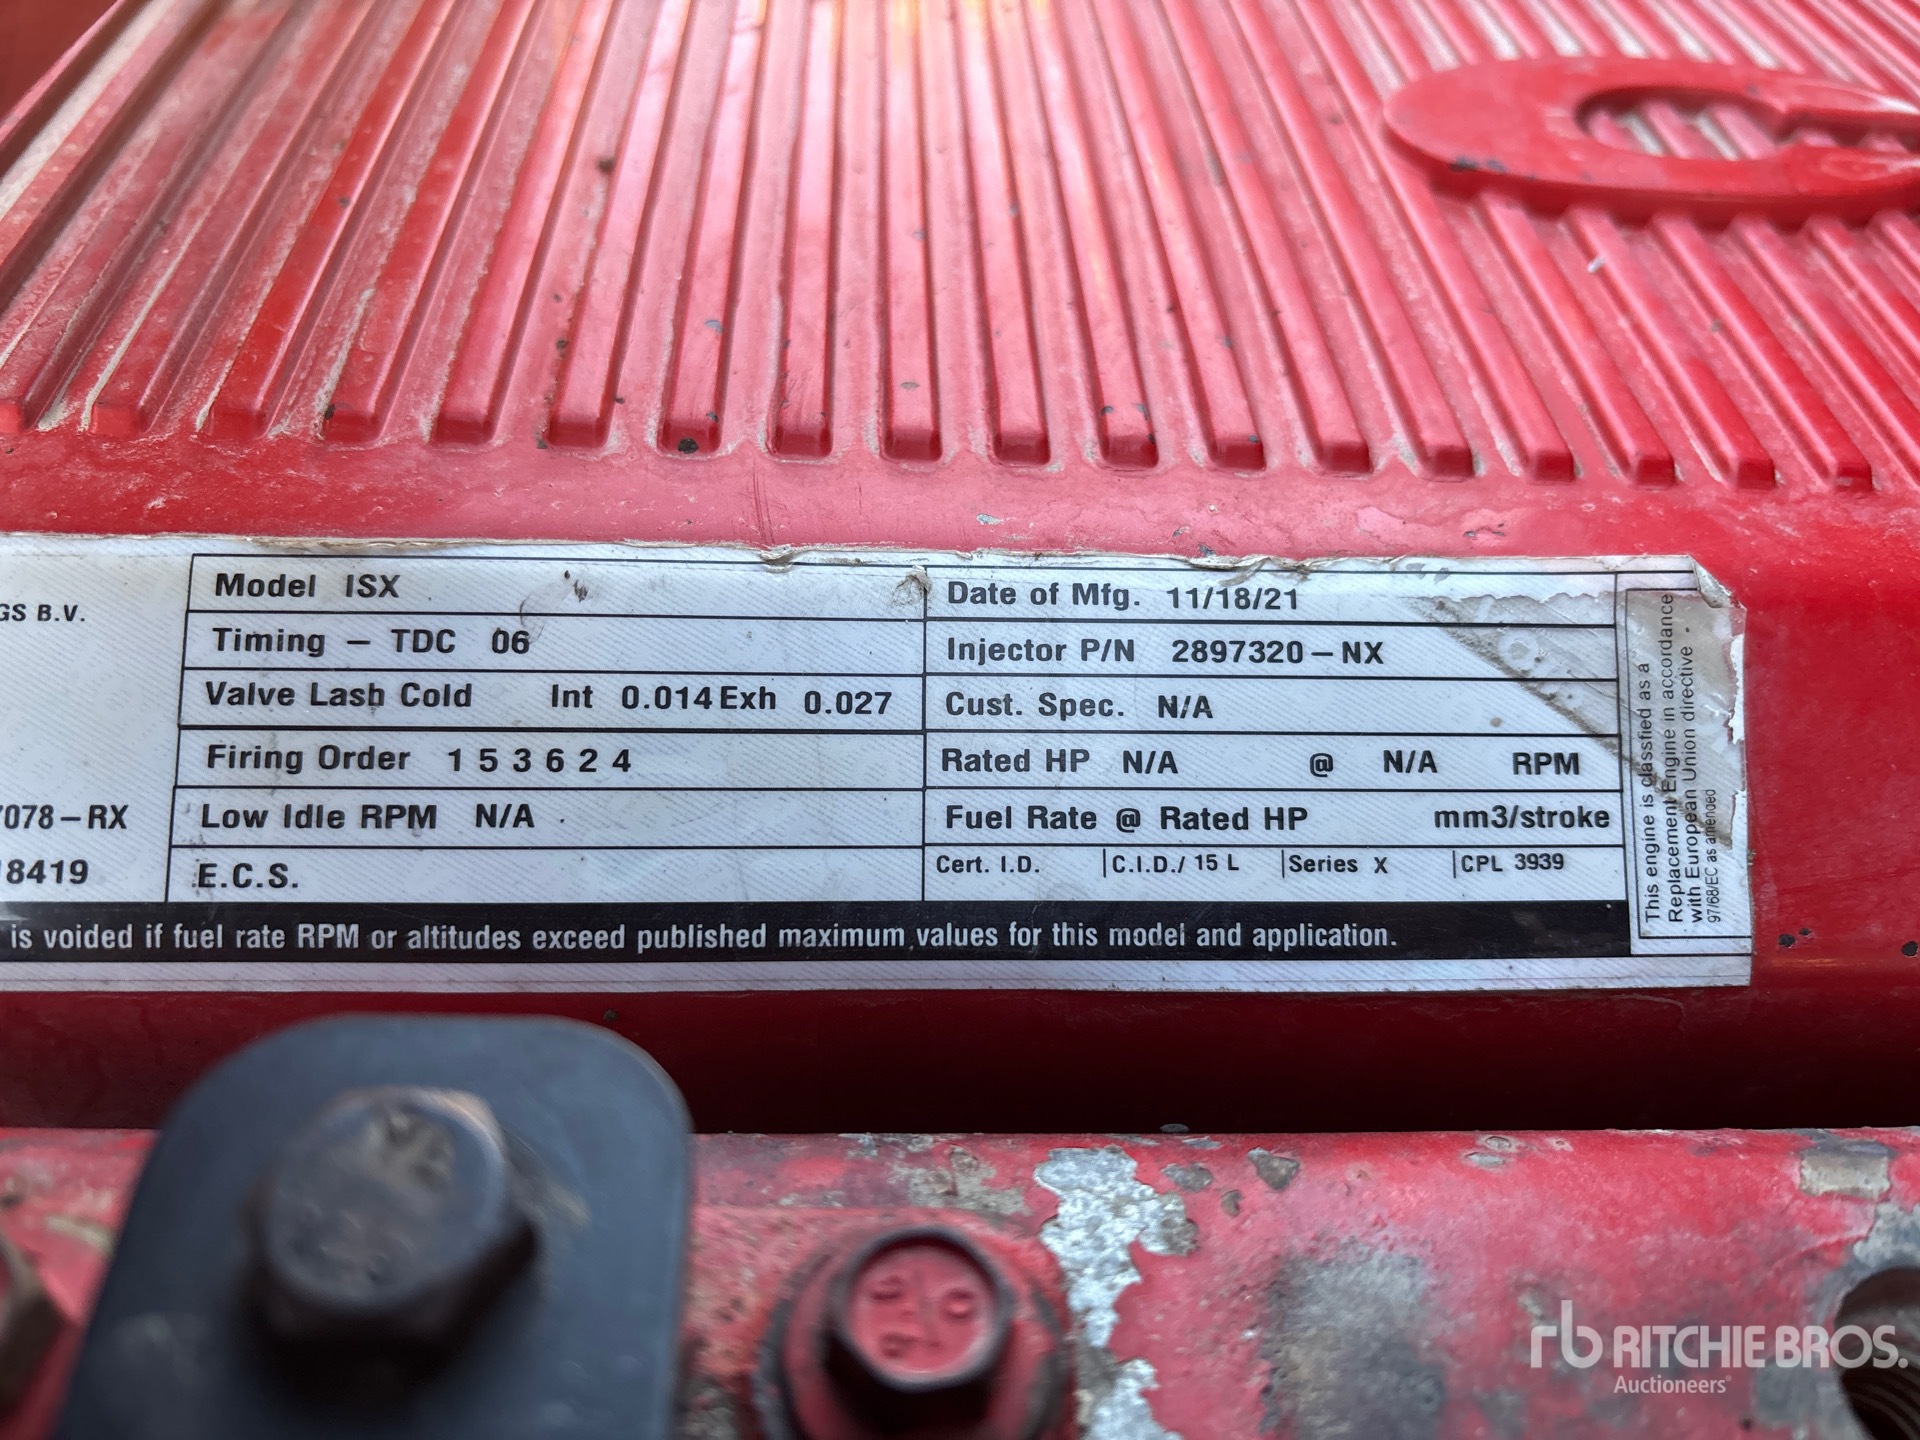 GS B.V.
7078-RX
18419
Model ISX
Timing - TDC 06
Valve Lash Cold Int 0.014 Exh 0.027
Firing Order 1 5 3 6 2 4
Low Idle RPM N/A
E.C.S.
Date of Mfg. 11/18/21
Injector P/N 2897320-NX
Cust. Spec. N/A
Rated HP N/A @ N/A RPM
Fuel Rate @ Rated HP mm3/stroke
Cert. I.D. C.I.D./ 15 L Series X CPL 3939
is voided if fuel rate RPM or altitudes exceed published maximum values for this model and application.
This engine is classfied as a
Replacement Engine in accordance
with European Union directive
97/68/EC as amended
rb RITCHIE BROS.
Auctioneers